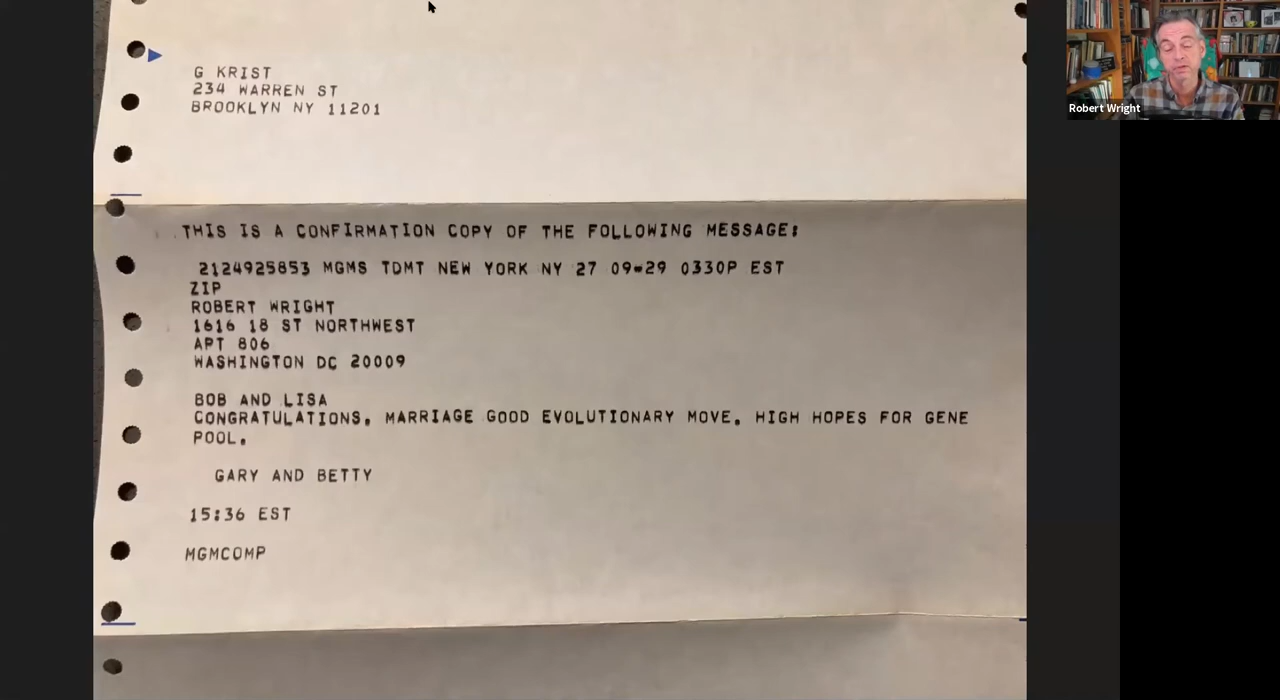 G KRIST
234 WARREN ST
BROOKLYN NY 11201
THIS IS A CONFIRMATION COPY OF THE FOLLOWING MESSAGE:
2124925853 MGMS TDMT NEW YORK NY 27 09-29 0330P EST
ZIP
ROBERT WRIGHT
1616 18 ST NORTHWEST
APT 806
WASHINGTON DC 20009
BOB AND LISA
CONGRATULATIONS. MARRIAGE GOOD EVOLUTIONARY MOVE. HIGH HOPES FOR GENE
POOL.
GARY AND BETTY
15:36 EST
MGMCOMP
Robert Wright